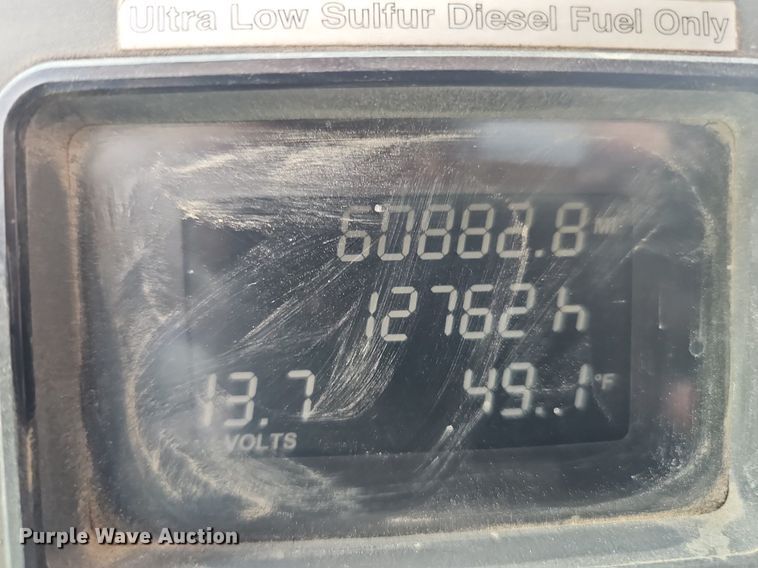 Ultra Low Sulfur Diesel Fuel Only
60882.8 MI
12762 h
13.7 49.1 °F
VOLTS
Purple Wave Auction®